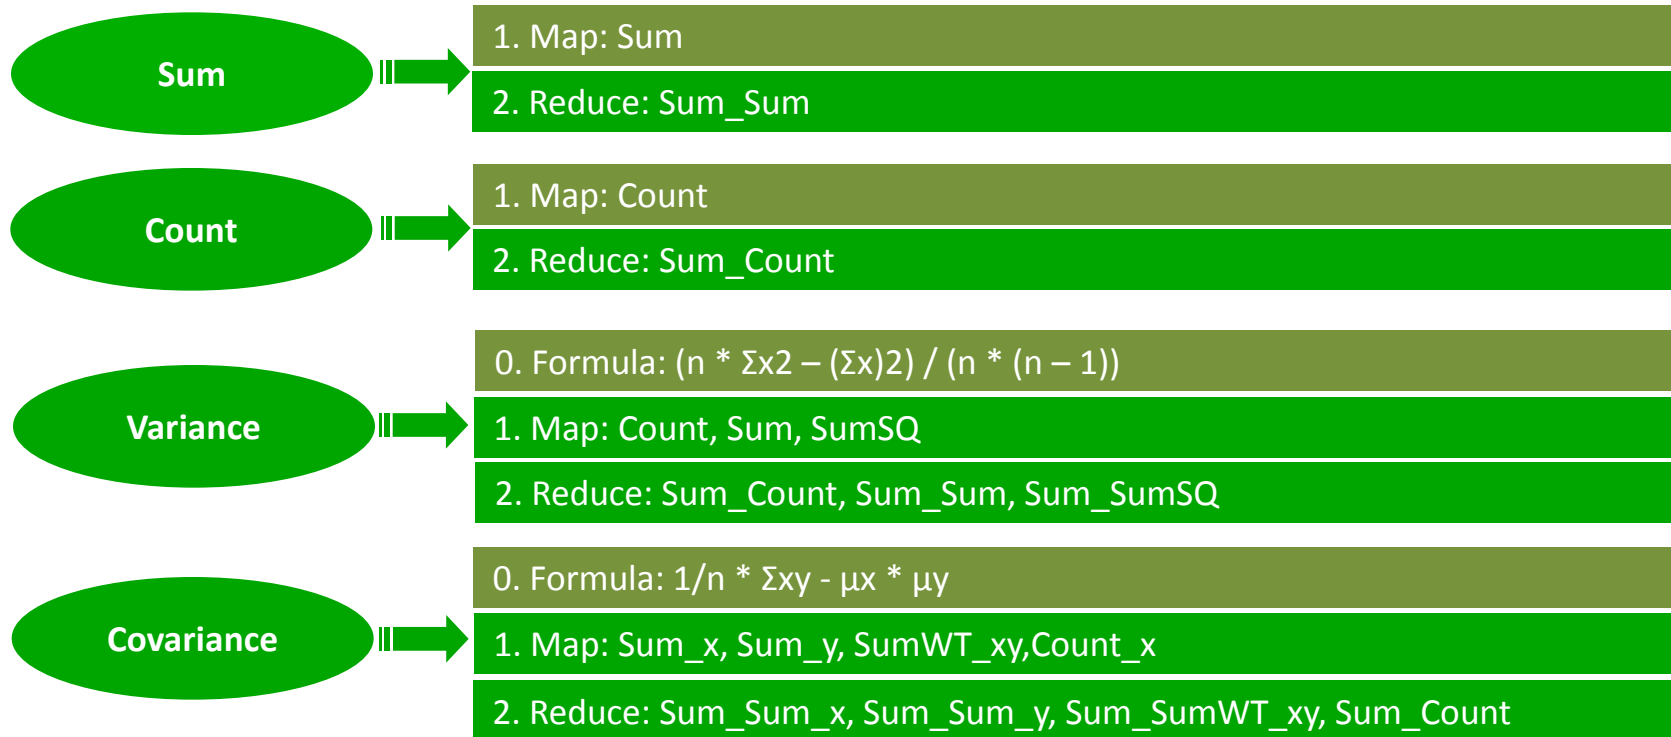 Sum
1. Map: Sum
2. Reduce: Sum_Sum
Count
1. Map: Count
2. Reduce: Sum_Count
Variance
0. Formula: (n * Σx2 – (Σx)2) / (n * (n – 1))
1. Map: Count, Sum, SumSQ
2. Reduce: Sum_Count, Sum_Sum, Sum_SumSQ
Covariance
0. Formula: 1/n * Σxy - μx * μy
1. Map: Sum_x, Sum_y, SumWT_xy,Count_x
2. Reduce: Sum_Sum_x, Sum_Sum_y, Sum_SumWT_xy, Sum_Count